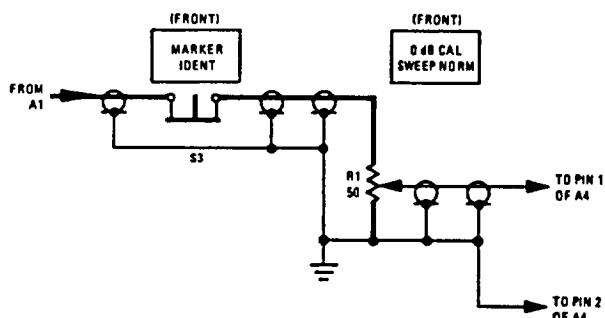 (FRONT)
MARKER
IDENT
(FRONT)
0 dB CAL
SWEEP NORM
FROM
A1
S3
R1
50
TO PIN 1
OF A4
TO PIN 2
OF A4